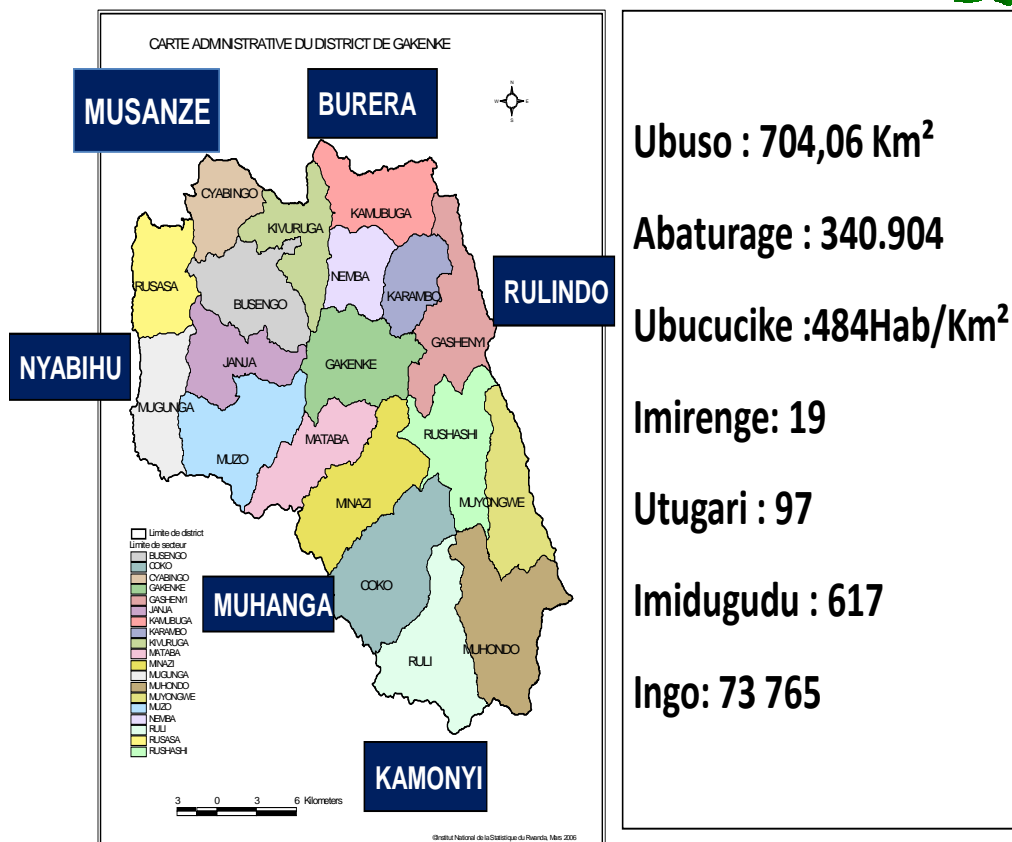 CARTE ADMINISTRATIVE DU DISTRICT DE GAKENKE
MUSANZE
BURERA
N
W E
S
CYABINGO
KAMUBUGA
KIVURUGA
RUSASA
NEMBA
KARAMBO
BUSENGO
RULINDO
GASHENYI
JANJA
GAKENKE
NYABIHU
MUGUNGA
MATABA
RUSHASHI
MUZO
MINAZI
MUYONGWE
COKO
MUHANGA
RULI
MUHONDO
KAMONYI
Limite de district
Limite de secteur
BUSENGO
COKO
CYABINGO
GAKENKE
GASHENYI
JANJA
KAMUBUGA
KARAMBO
KIVURUGA
MATABA
MINAZI
MUGUNGA
MUHONDO
MUYONGWE
MUZO
NEMBA
RULI
RUSASA
RUSHASHI
3 0 3 6 Kilometers
©Institut National de la Statistique du Rwanda, Mars 2006
Ubuso : 704,06 Km²
Abaturage : 340.904
Ubucucike :484Hab/Km²
Imirenge: 19
Utugari : 97
Imidugudu : 617
Ingo: 73 765